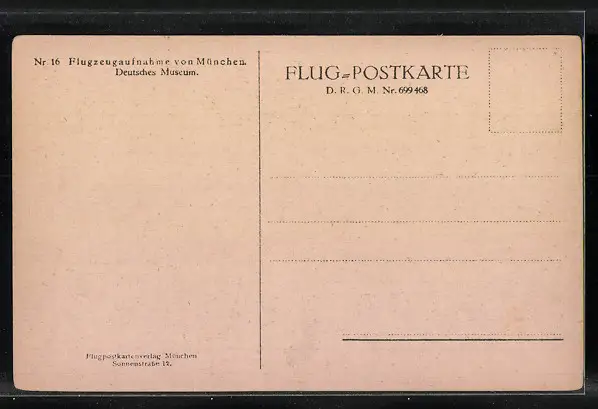 Nr 16 Flugzeugaufnahme von München.
Deutsches Museum.
FLUG=POSTKARTE
D. R. G. M. Nr. 699468
Flugpostkartenverlag München
Sonnenstraße 12.